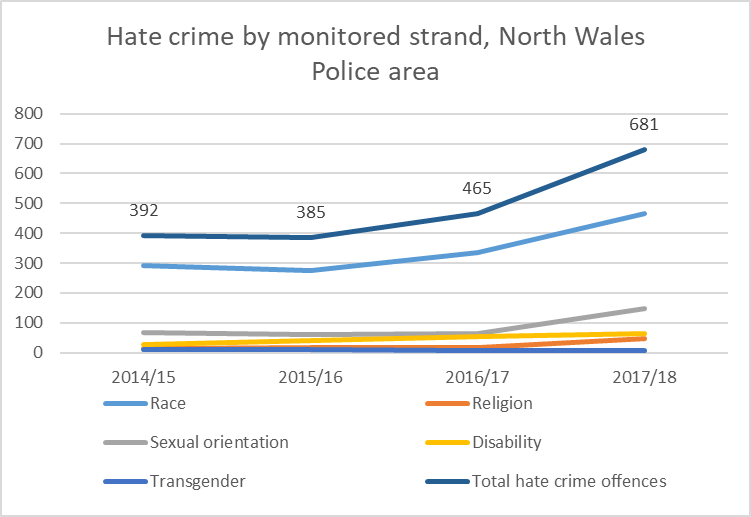 Hate crime by monitored strand, North Wales
Police area
800
700
600
500
400
300
200
100
0
392
385
465
681
2014/15
2015/16
2016/17
2017/18
Race
Religion
Sexual orientation
Disability
Transgender
Total hate crime offences